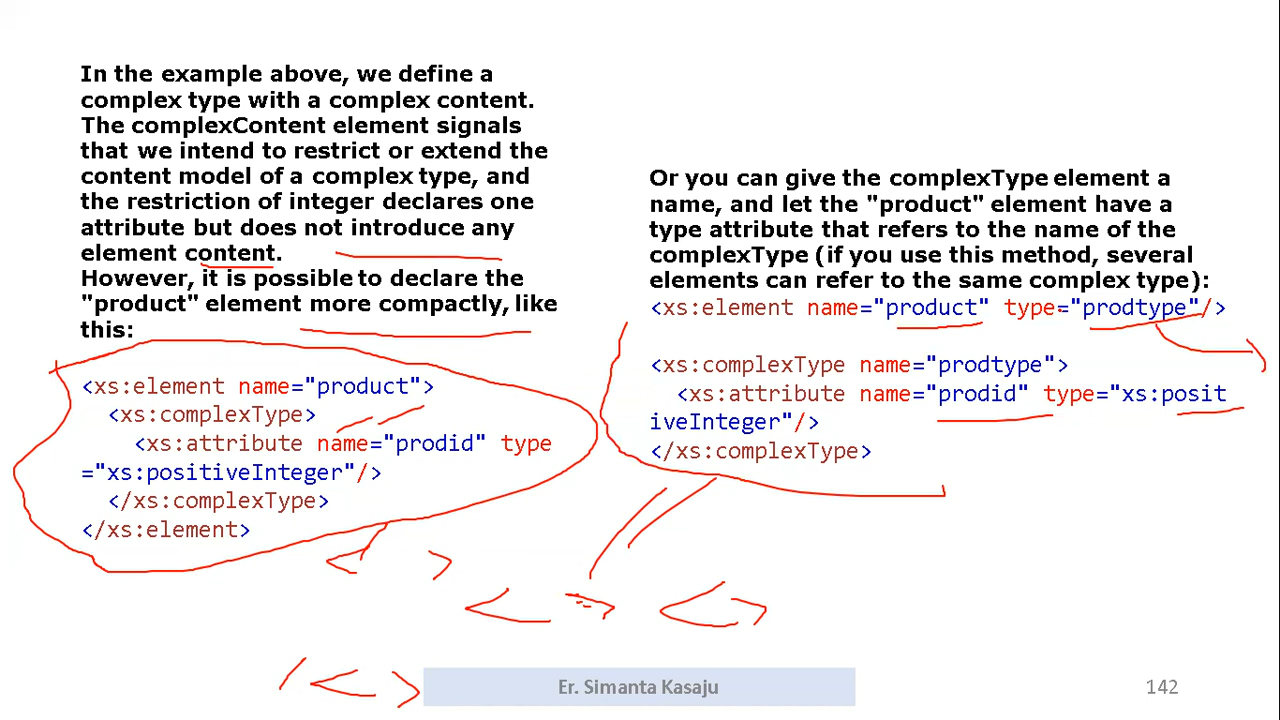 In the example above, we define a
complex type with a complex content.
The complexContent element signals
that we intend to restrict or extend the
content model of a complex type, and
the restriction of integer declares one
attribute but does not introduce any
element content.
However, it is possible to declare the
"product" element more compactly, like
this:
<xs:element name="product">
<xs:complexType>
<xs:attribute name="prodid" type
="xs:positiveInteger"/>
</xs:complexType>
</xs:element>
Or you can give the complexType element a
name, and let the "product" element have a
type attribute that refers to the name of the
complexType (if you use this method, several
elements can refer to the same complex type):
<xs:element name="product" type="prodtype"/>
<xs:complexType name="prodtype">
<xs:attribute name="prodid" type="xs:posit
iveInteger"/>
</xs:complexType>
Er. Simanta Kasaju
142